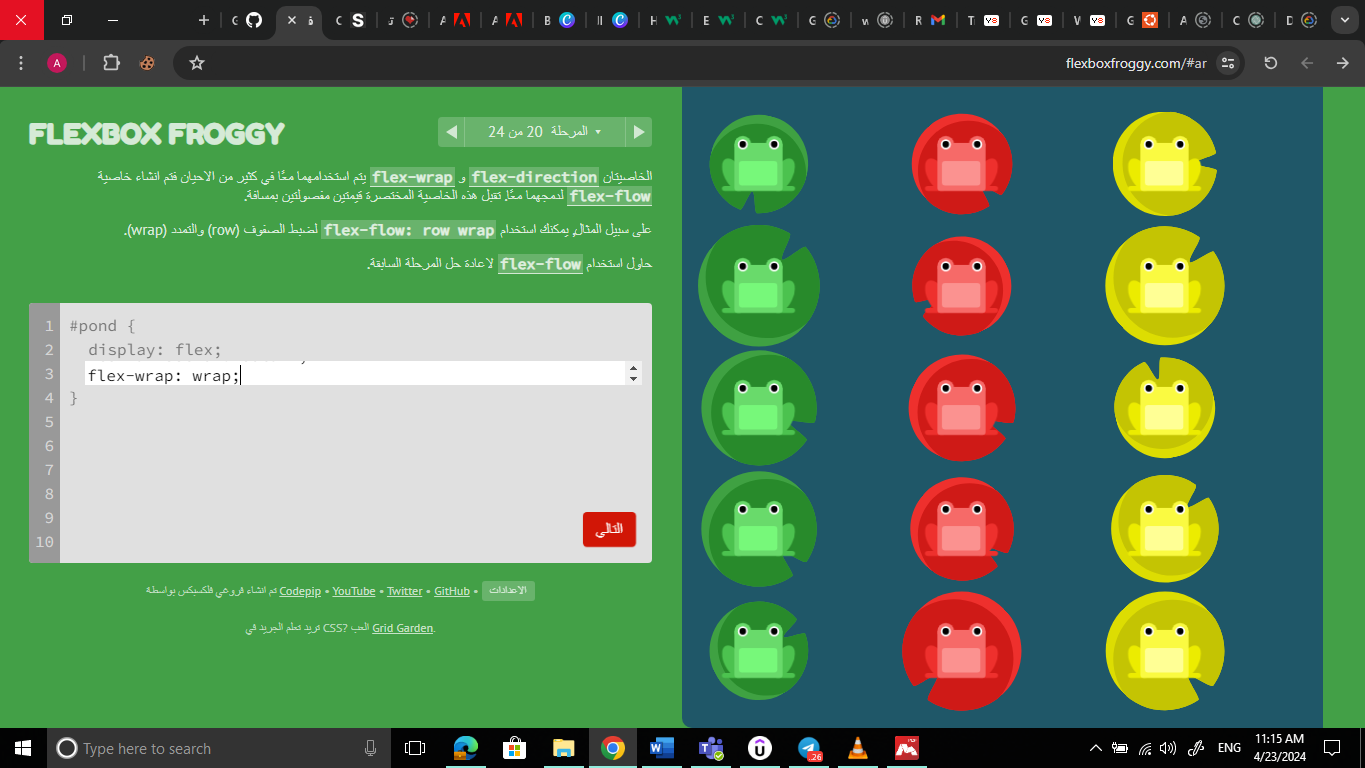 flexboxfroggy.com/#ar
FLEXBOX FROGGY
المرحلة 20 من 24
الخاصيتان flex-direction و flex-wrap يتم استخدامهما معًا في كثير من الاحيان فتم انشاء خاصية
flex-flow لدمجهما معًا. تقبل هذه الخاصية المختصرة قيمتين مفصولتين بمسافة.
على سبيل المثال, يمكنك استخدام flex-flow: row wrap لضبط الصفوف (row) والتمدد (wrap).
حاول استخدام flex-flow لاعادة حل المرحلة السابقة.
1 #pond {
2 display: flex;
3 flex-wrap: wrap;
4 }
5
6
7
8
9
10
التالي
تم انشاء فروغي فلكسبكس بواسطة Codepip • YouTube • Twitter • GitHub • الاعدادات
تريد تعلم الجريد في CSS? العب Grid Garden.
Type here to search
26
ENG
11:15 AM
4/23/2024